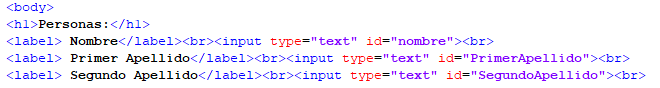 <body>
<h1>Personas:</h1>
<label> Nombre</label><br><input type="text" id="nombre"><br>
<label> Primer Apellido</label><br><input type="text" id="PrimerApellido"><br>
<label> Segundo Apellido</label><br><input type="text" id="SegundoApellido"><br>